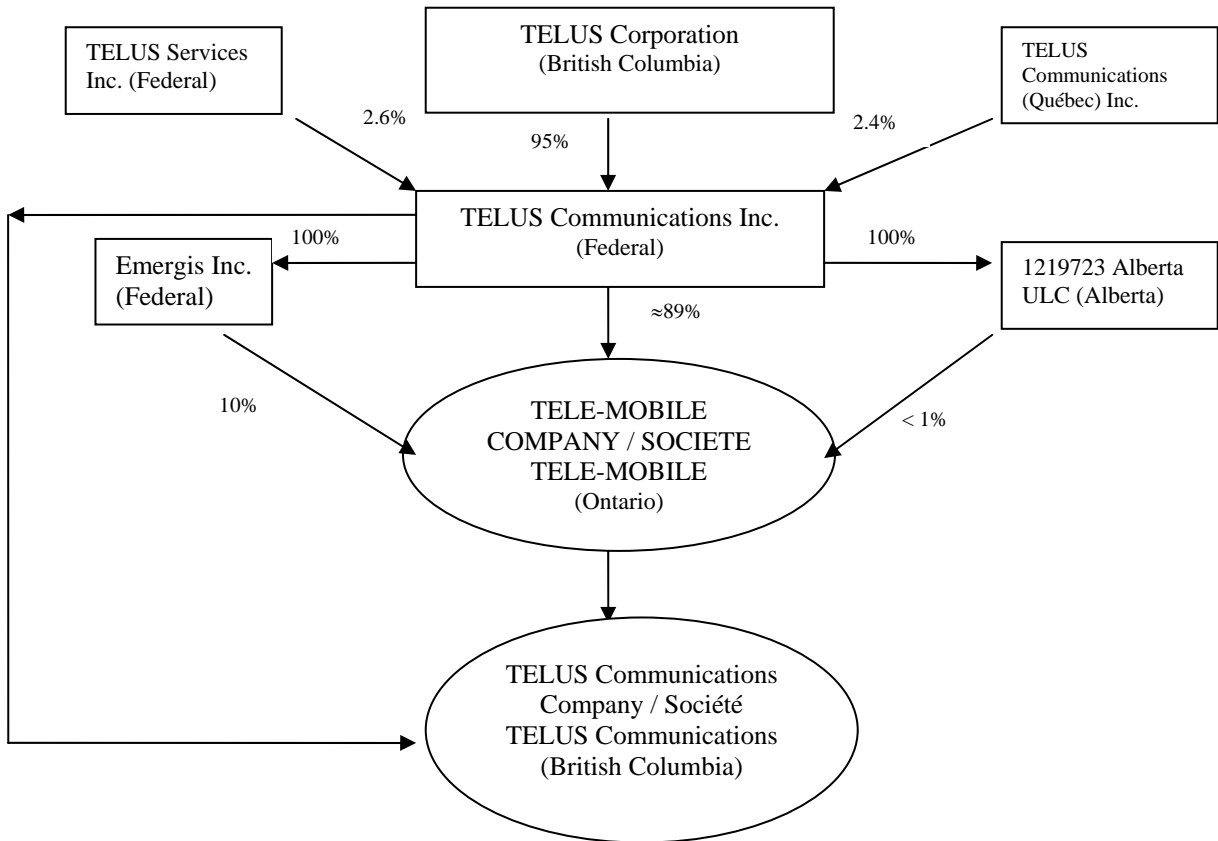 TELUS Services
Inc. (Federal)
TELUS Corporation
(British Columbia)
TELUS
Communications
(Québec) Inc.
2.6%
95%
2.4%
TELUS Communications Inc.
(Federal)
100%
100%
Emergis Inc.
(Federal)
1219723 Alberta
ULC (Alberta)
≈89%
10%
< 1%
TELE-MOBILE
COMPANY / SOCIETE
TELE-MOBILE
(Ontario)
TELUS Communications
Company / Société
TELUS Communications
(British Columbia)